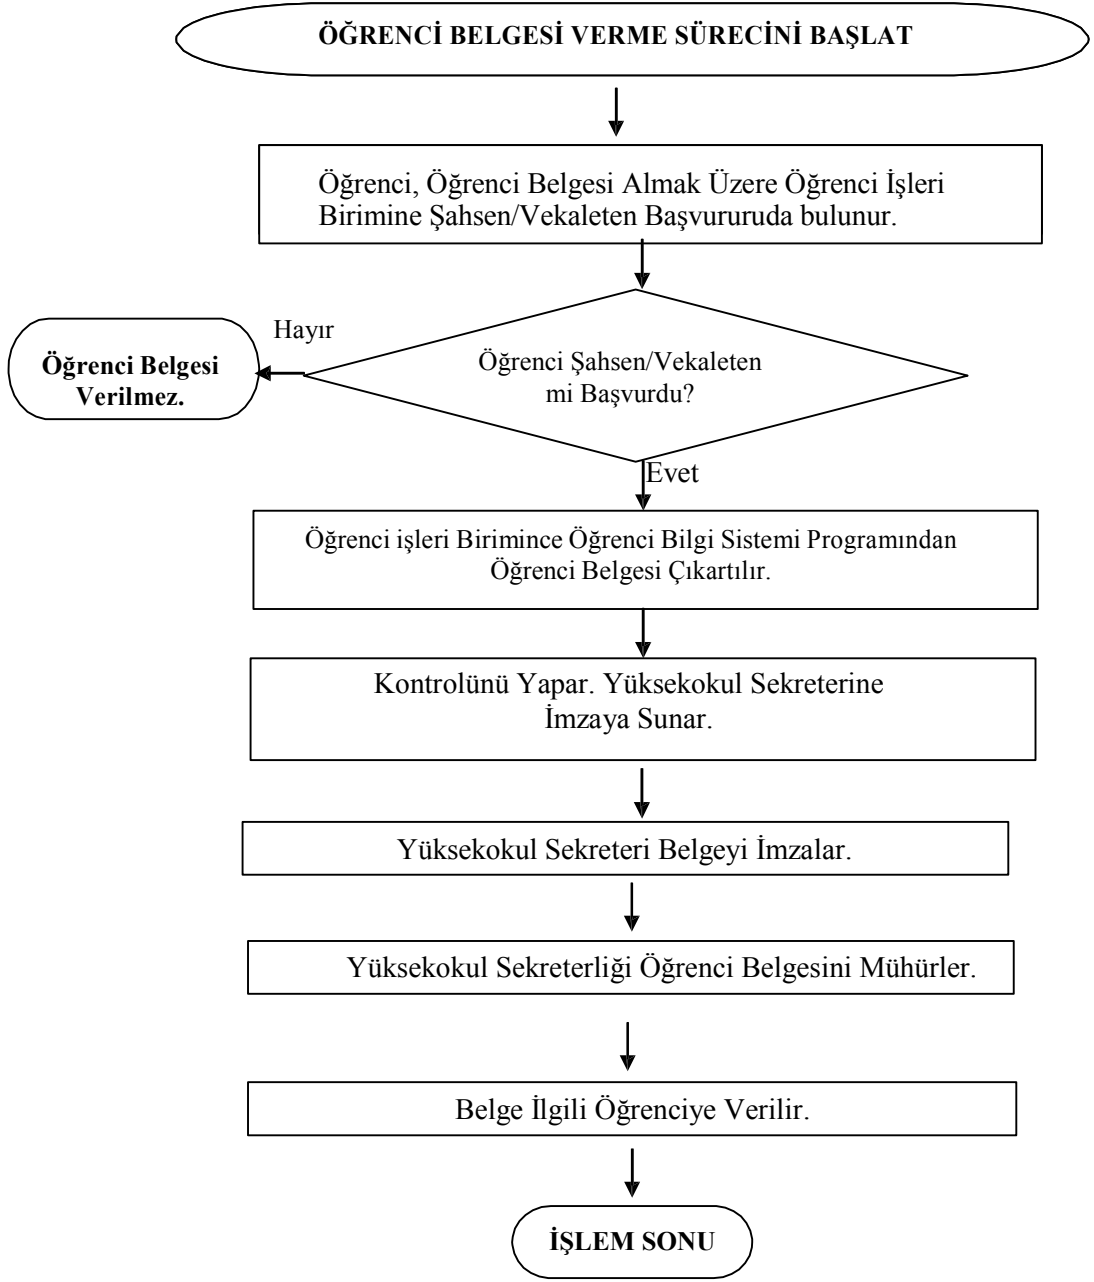 ÖĞRENCİ BELGESİ VERME SÜRECİNİ BAŞLAT
Öğrenci, Öğrenci Belgesi Almak Üzere Öğrenci İşleri
Birimine Şahsen/Vekaleten Başvururuda bulunur.
Hayır
Öğrenci Belgesi
Verilmez.
Öğrenci Şahsen/Vekaleten
mi Başvurdu?
Evet
Öğrenci işleri Birimince Öğrenci Bilgi Sistemi Programından
Öğrenci Belgesi Çıkartılır.
Kontrolünü Yapar. Yüksekokul Sekreterine
İmzaya Sunar.
Yüksekokul Sekreteri Belgeyi İmzalar.
Yüksekokul Sekreterliği Öğrenci Belgesini Mühürler.
Belge İlgili Öğrenciye Verilir.
İŞLEM SONU